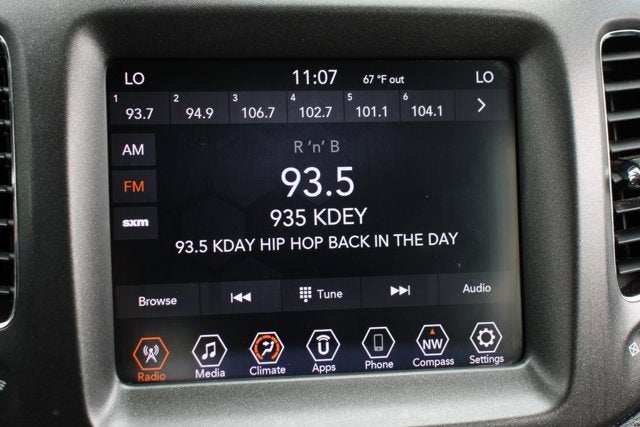 LO 11:07 67 °F out LO
1 93.7 2 94.9 3 106.7 4 102.7 5 101.1 6 104.1
AM
FM
sxm
R 'n' B
93.5
935 KDEY
93.5 KDAY HIP HOP BACK IN THE DAY
Browse Tune Audio
NW
Radio Media Climate Apps Phone Compass Settings